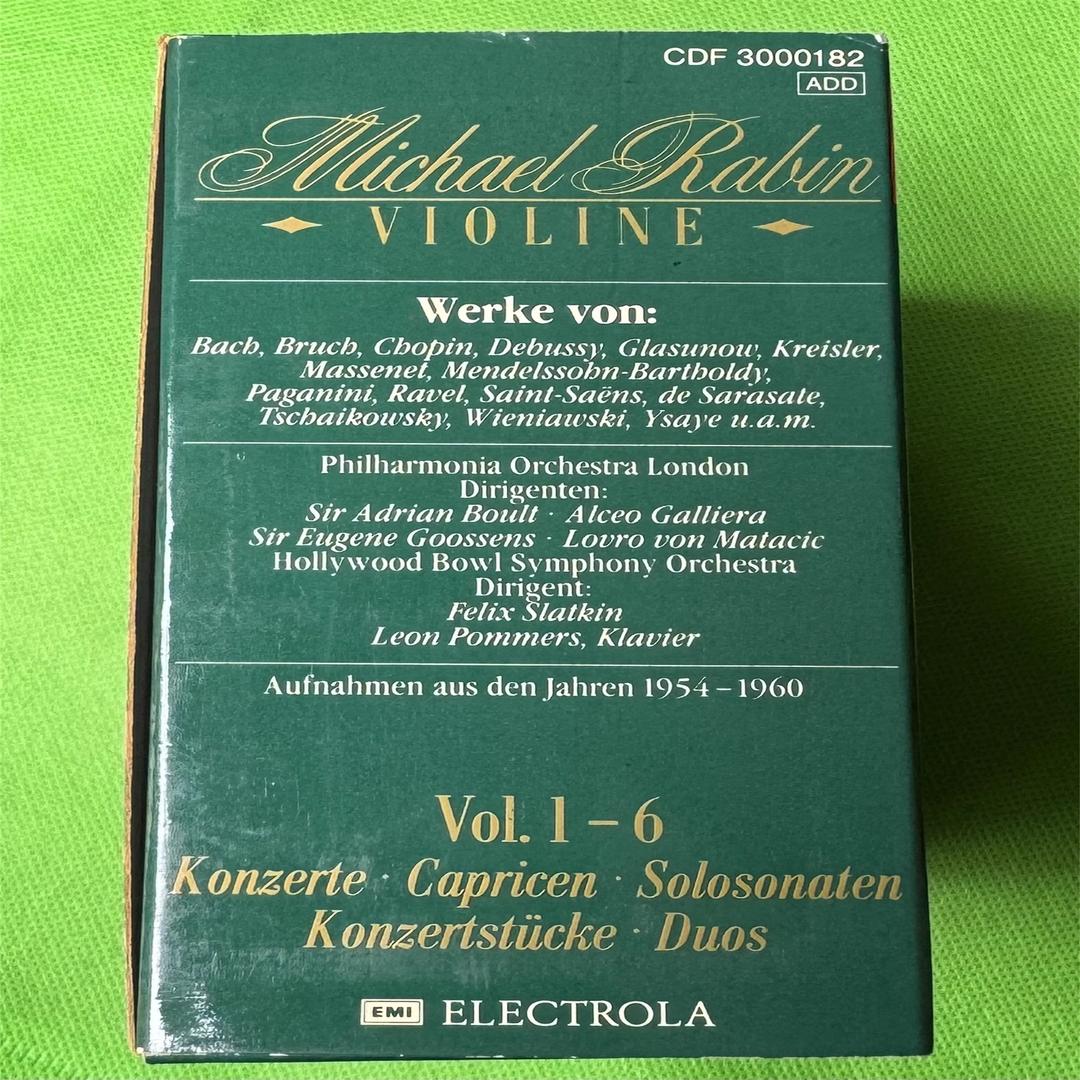 CDF 3000182
ADD
Michael Rabin
VIOLINE
Werke von:
Bach, Bruch, Chopin, Debussy, Glasunow, Kreisler,
Massenet, Mendelssohn-Bartholdy,
Paganini, Ravel, Saint-Saëns, de Sarasate,
Tschaikowsky, Wieniawski, Ysaye u.a.m.
Philharmonia Orchestra London
Dirigenten:
Sir Adrian Boult · Alceo Galliera
Sir Eugene Goossens · Lovro von Matacic
Hollywood Bowl Symphony Orchestra
Dirigent:
Felix Slatkin
Leon Pommers, Klavier
Aufnahmen aus den Jahren 1954–1960
Vol. 1–6
Konzerte · Capricen · Solosonaten
Konzertstücke · Duos
EMI ELECTROLA